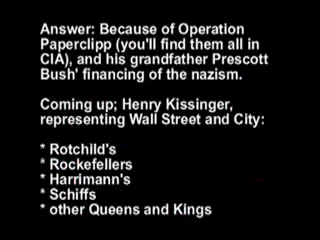 Answer: Because of Operation
Paperclipp (you'll find them all in
CIA), and his grandfather Prescott
Bush' financing of the nazism.
Coming up; Henry Kissinger,
representing Wall Street and City:
* Rotchild's
* Rockefellers
* Harrimann's
* Schiffs
* other Queens and Kings